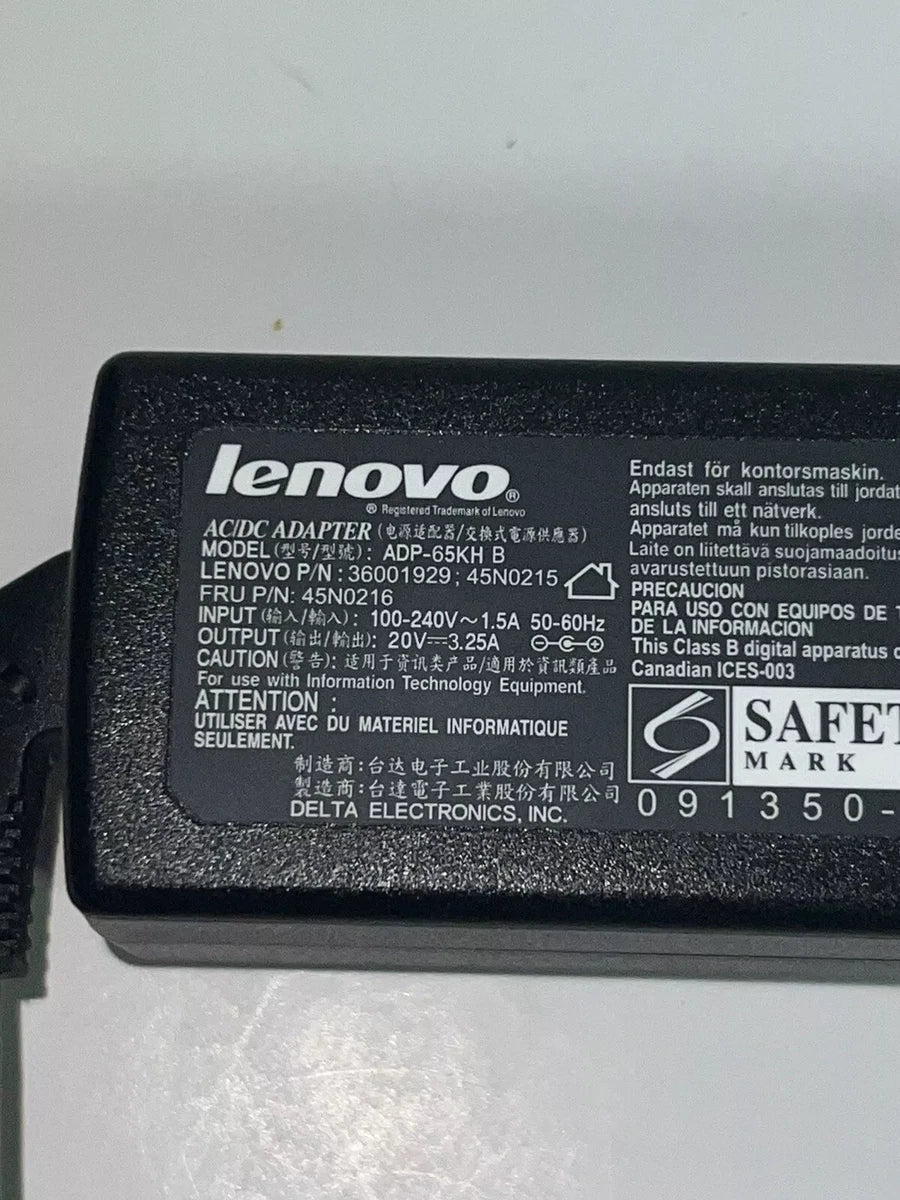 lenovo®
® Registered Trademark of Lenovo
AC/DC ADAPTER (电源适配器/交換式電源供應器)
MODEL (型号/型號): ADP-65KH B
LENOVO P/N : 36001929 ; 45N0215
FRU P/N: 45N0216
INPUT (输入/輸入): 100-240V～1.5A 50-60Hz
OUTPUT (输出/輸出): 20V⎓3.25A
CAUTION (警告): 适用于资讯类产品/適用於資訊類產品
For use with Information Technology Equipment.
ATTENTION :
UTILISER AVEC DU MATERIEL INFORMATIQUE
SEULEMENT.
制造商:台达电子工业股份有限公司
製造商:台達電子工業股份有限公司
DELTA ELECTRONICS, INC.
Endast för kontorsmaskin.
Apparaten skall anslutas till jordat
ansluts till ett nätverk.
Apparatet må kun tilkoples jorde
Laite on liitettävä suojamaadoitus
avarustettuun pistorasiaan.
PRECAUCION
PARA USO CON EQUIPOS DE T
DE LA INFORMACION
This Class B digital apparatus c
Canadian ICES-003
SAFET
MARK
091350-